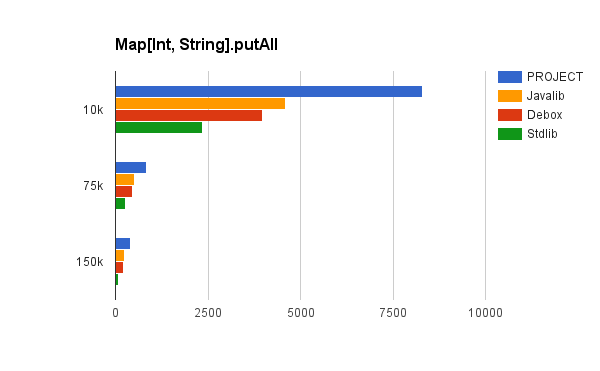 Map[Int, String].putAll
PROJECT
Javalib
Debox
Stdlib
10k
75k
150k
0
2500
5000
7500
10000